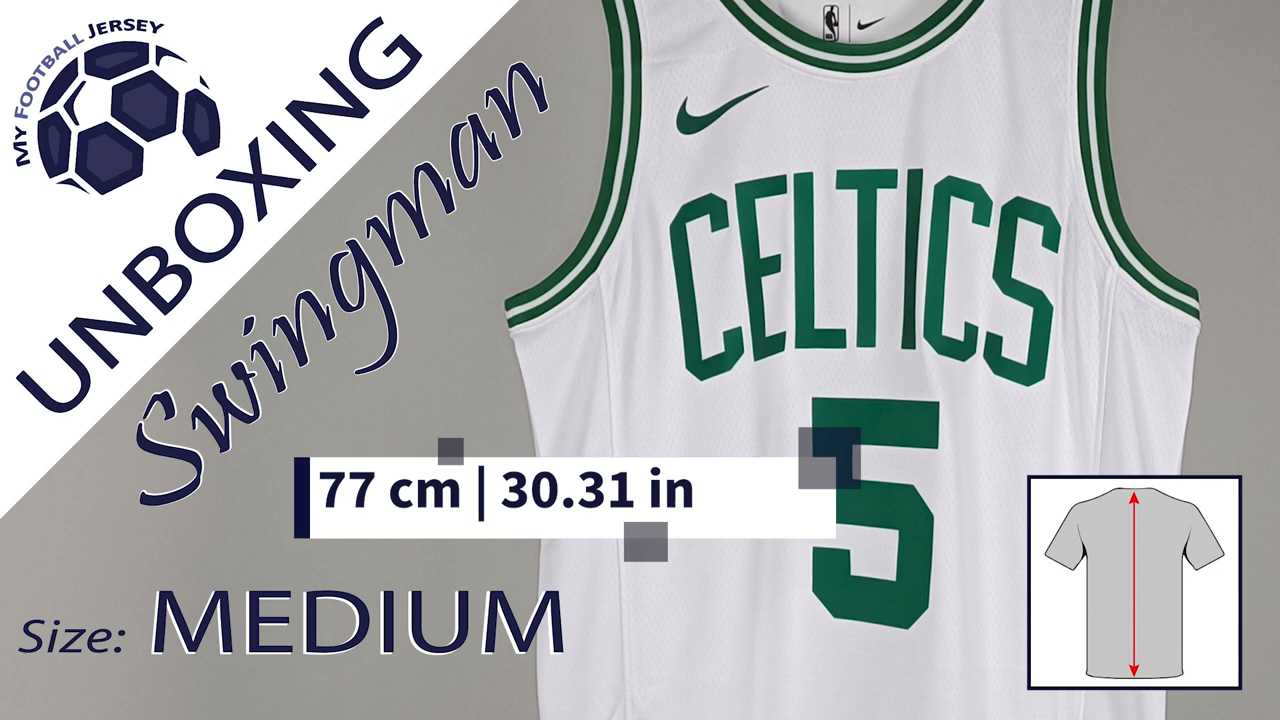 MY FOOTBALL JERSEY
UNBOXING
Swingman
CELTICS
5
77 cm | 30.31 in
Size: MEDIUM